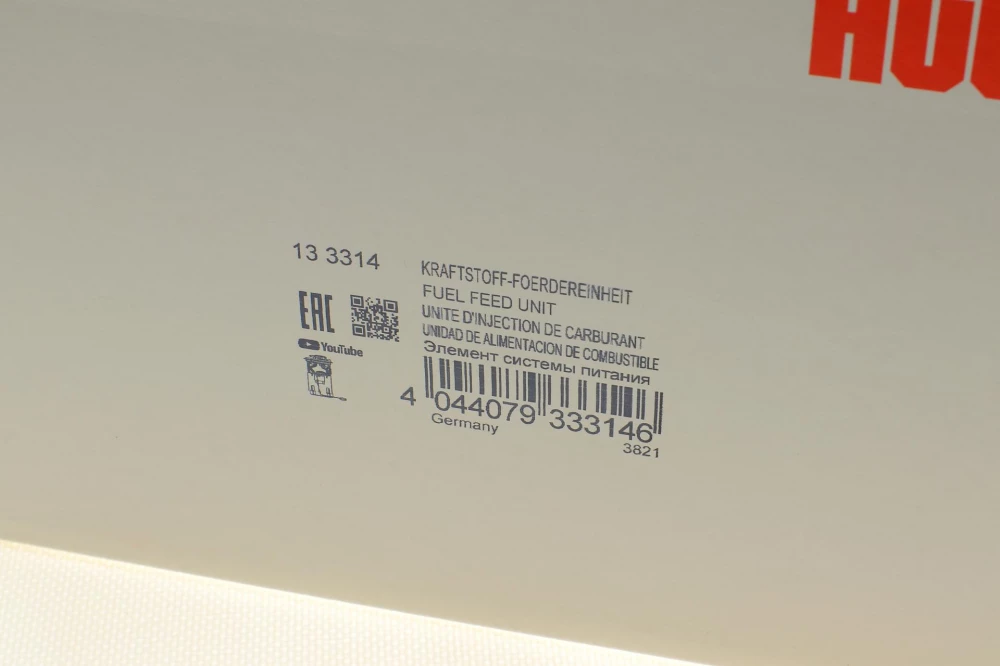 13 3314
KRAFTSTOFF-FOERDEREINHEIT
FUEL FEED UNIT
UNITE D'INJECTION DE CARBURANT
UNIDAD DE ALIMENTACION DE COMBUSTIBLE
Элемент системы питания
EAC
YouTube
4 044079 333146
Germany
3821